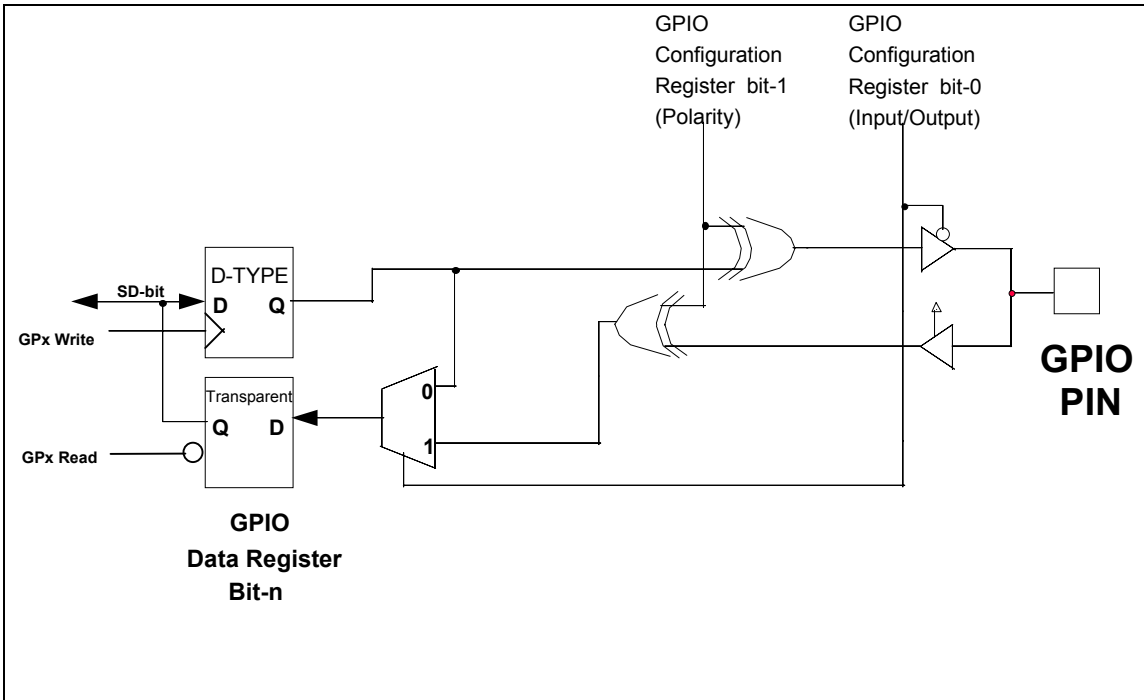 GPIO
Configuration
Register bit-1
(Polarity)
GPIO
Configuration
Register bit-0
(Input/Output)
D-TYPE
SD-bit
D Q
GPx Write
Transparent
Q D
GPx Read
0
1
GPIO
PIN
GPIO
Data Register
Bit-n